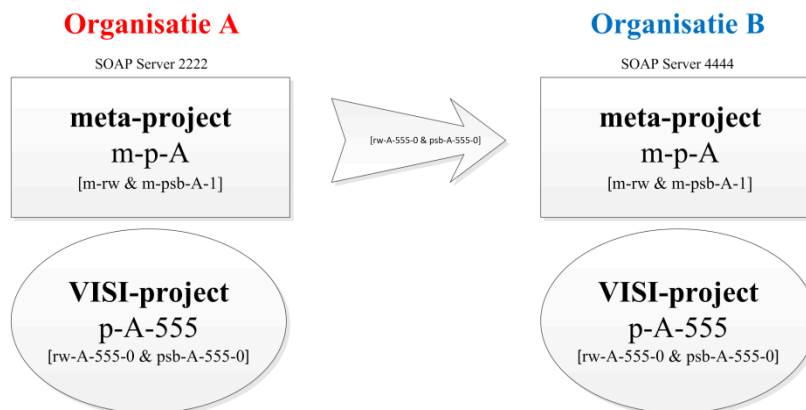 Organisatie A
SOAP Server 2222
meta-project
m-p-A
[m-rw & m-psb-A-1]
VISI-project
p-A-555
[rw-A-555-0 & psb-A-555-0]
[rw-A-555-0 & psb-A-555-0]
Organisatie B
SOAP Server 4444
meta-project
m-p-A
[m-rw & m-psb-A-1]
VISI-project
p-A-555
[rw-A-555-0 & psb-A-555-0]